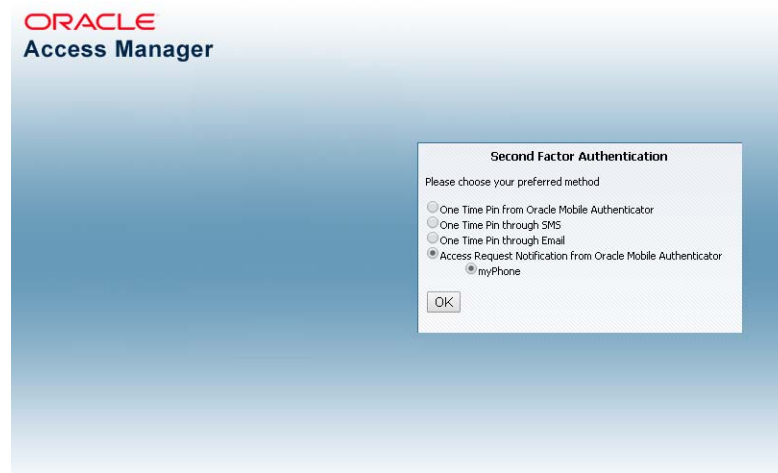 ORACLE
Access Manager
Second Factor Authentication
Please choose your preferred method
One Time Pin from Oracle Mobile Authenticator
One Time Pin through SMS
One Time Pin through Email
Access Request Notification from Oracle Mobile Authenticator
myPhone
OK